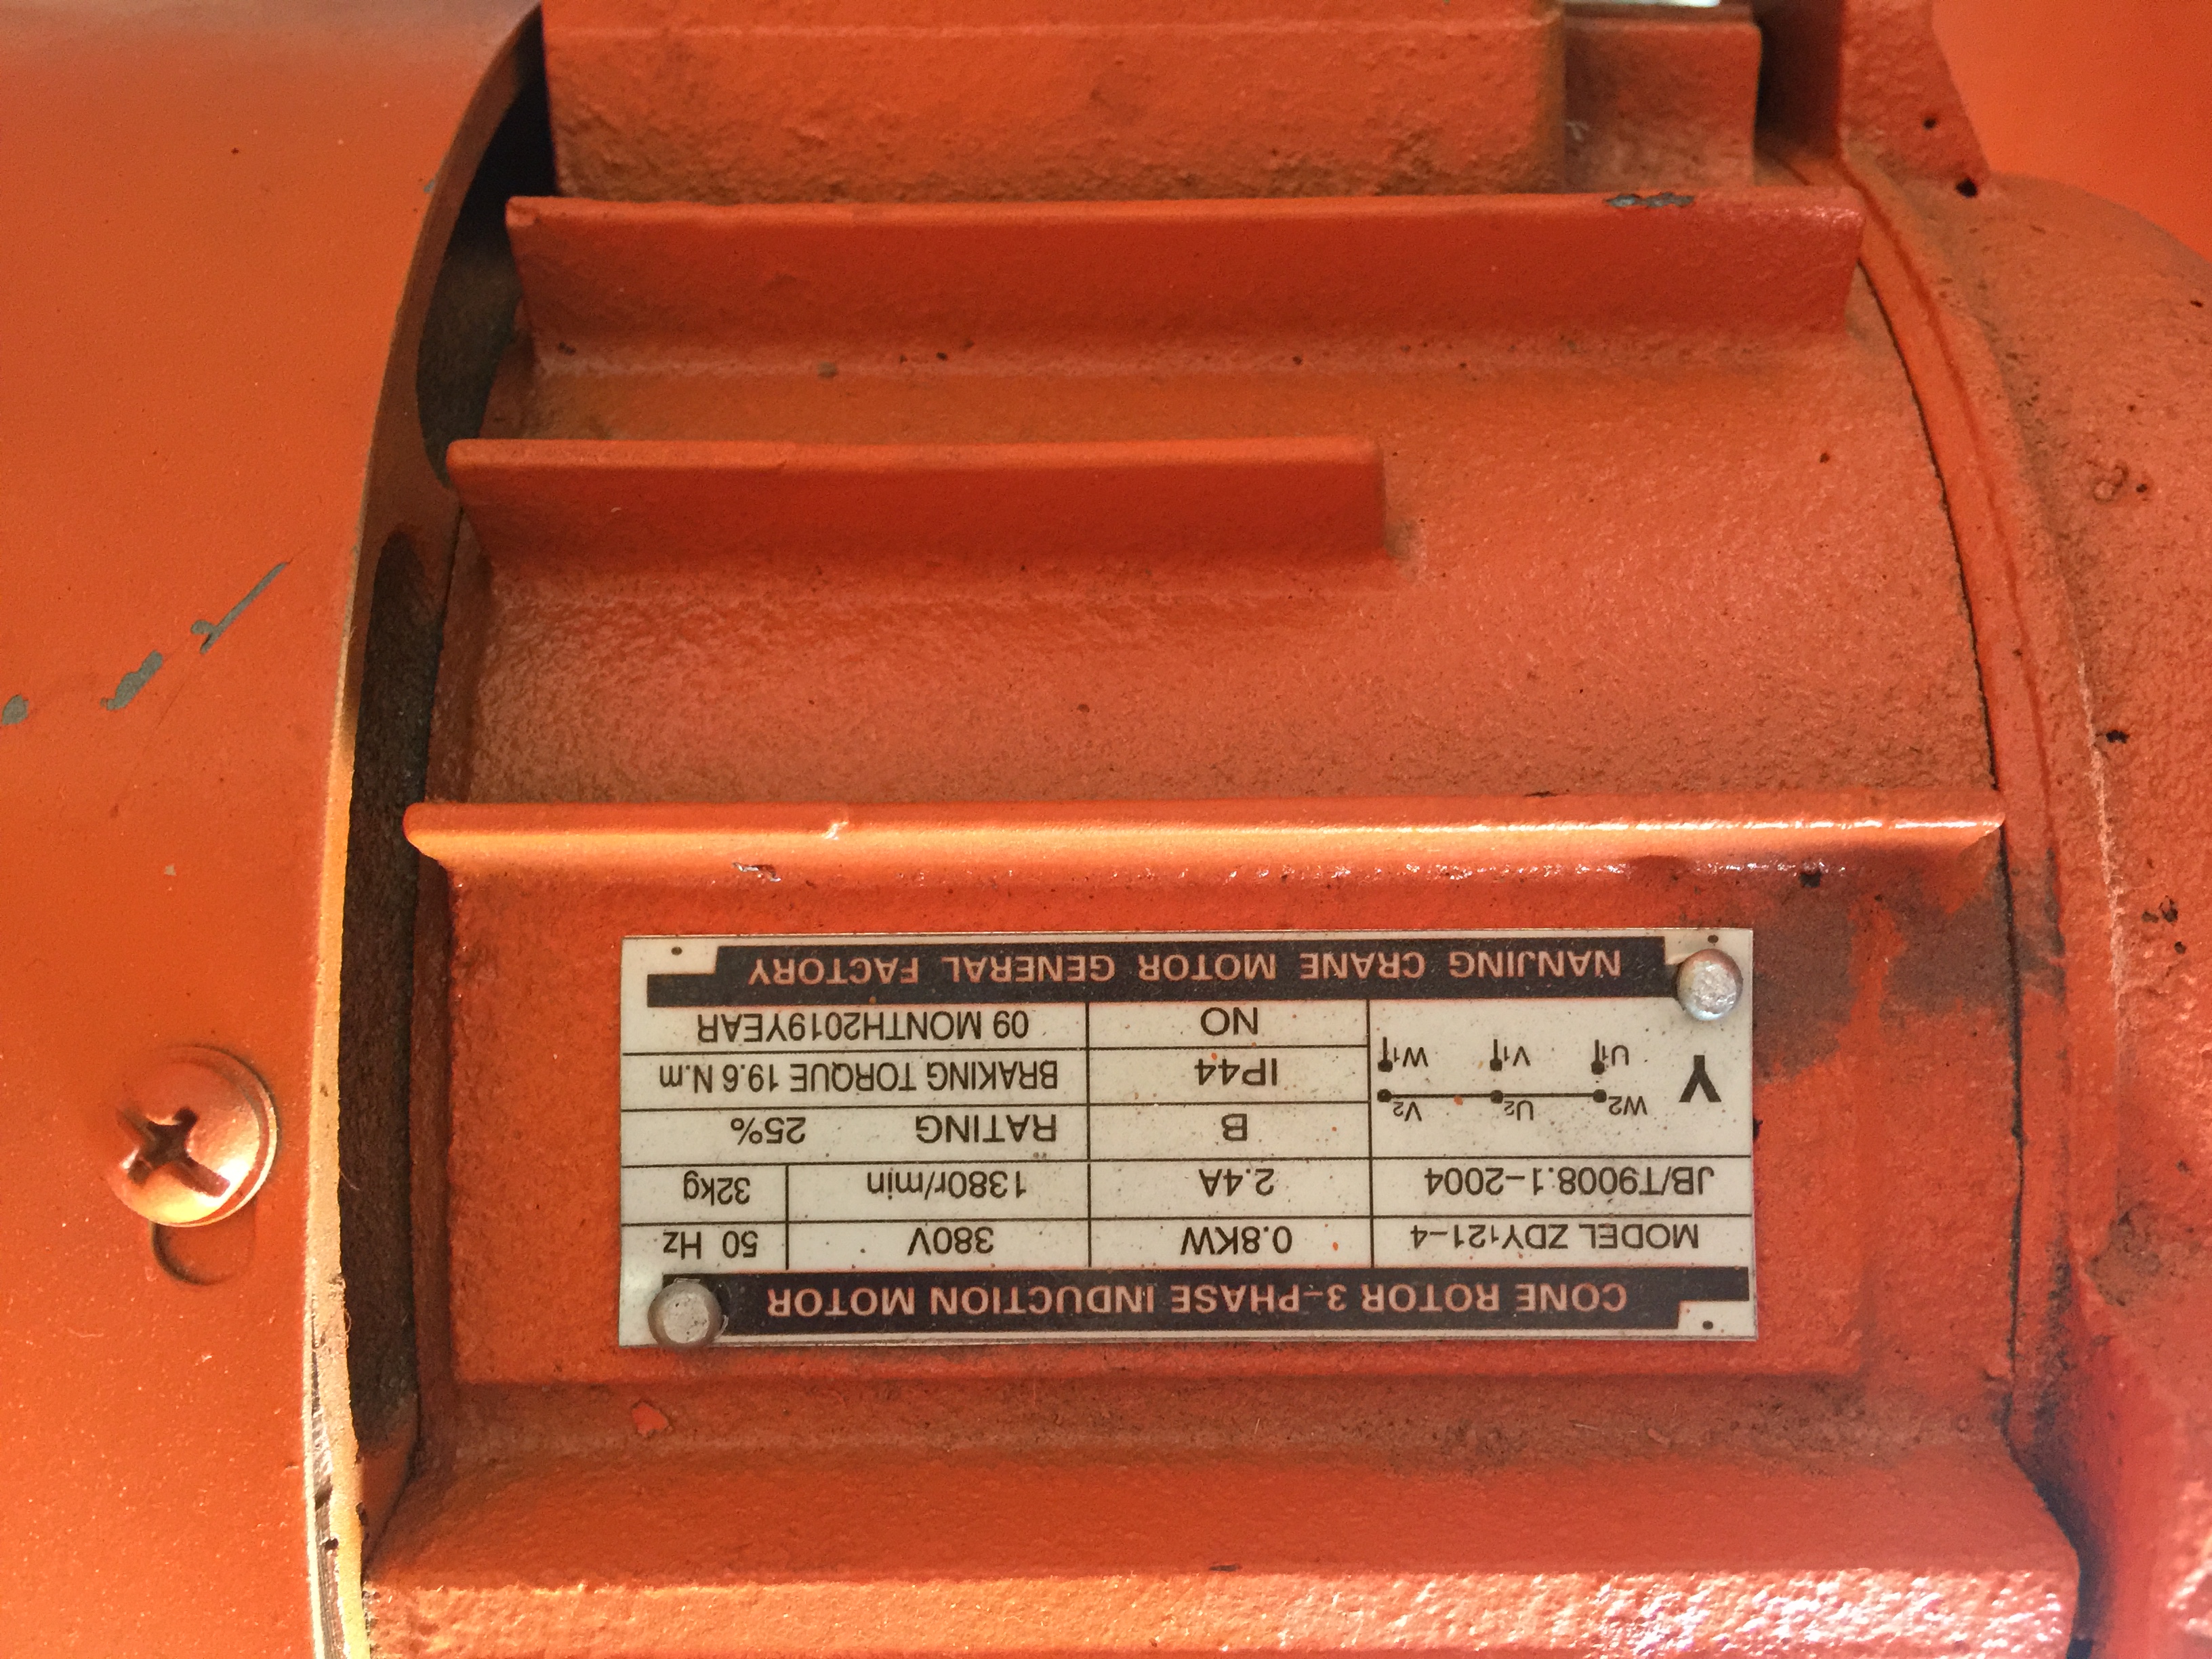 CONE ROTOR 3-PHASE INDUCTION MOTOR
MODEL ZDY121-4 0.8KW 380V 50 Hz
JB/T9008.1-2004 2.4A 1380r/min 32kg
W2 U2 V2 B RATING 25%
Y
U1 V1 W1 IP44 BRAKING TORQUE 19.6 N.m
NO 09 MONTH2019YEAR
NANJING CRANE MOTOR GENERAL FACTORY